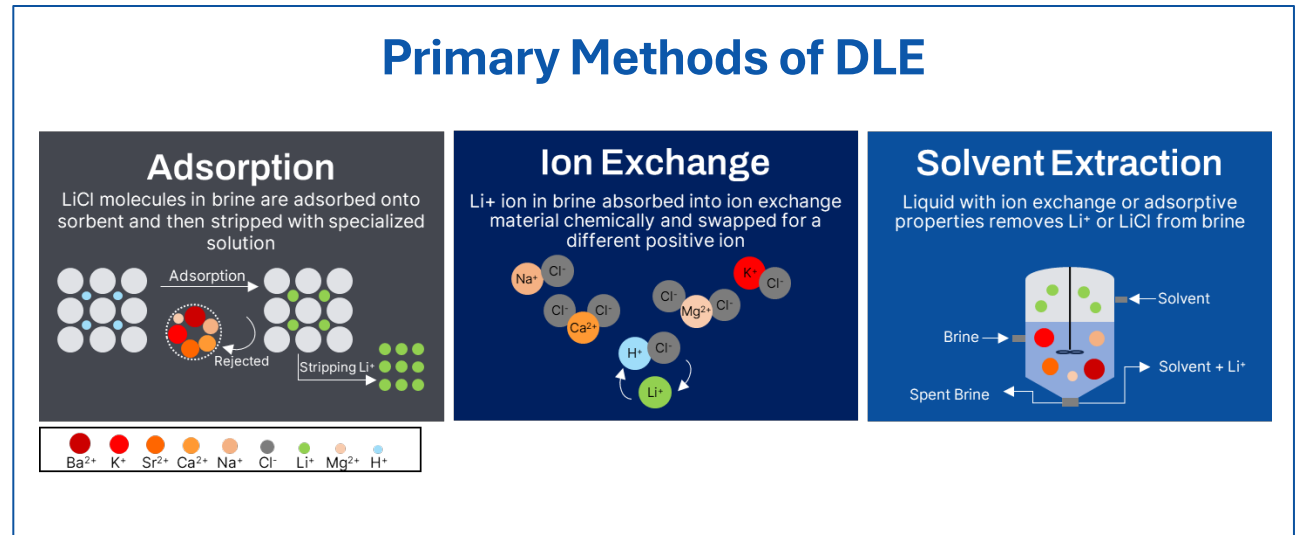 Primary Methods of DLE
Adsorption
LiCl molecules in brine are adsorbed onto
sorbent and then stripped with specialized
solution
Adsorption
Rejected
Stripping Li⁺
Ion Exchange
Li+ ion in brine absorbed into ion exchange
material chemically and swapped for a
different positive ion
Na⁺
Cl⁻
K⁺
Cl⁻
Cl⁻
Cl⁻
Ca²⁺
Cl⁻
Mg²⁺
Cl⁻
H⁺
Cl⁻
Li⁺
Solvent Extraction
Liquid with ion exchange or adsorptive
properties removes Li⁺ or LiCl from brine
Solvent
Brine
Solvent + Li⁺
Spent Brine
Ba²⁺ K⁺ Sr²⁺ Ca²⁺ Na⁺ Cl⁻ Li⁺ Mg²⁺ H⁺